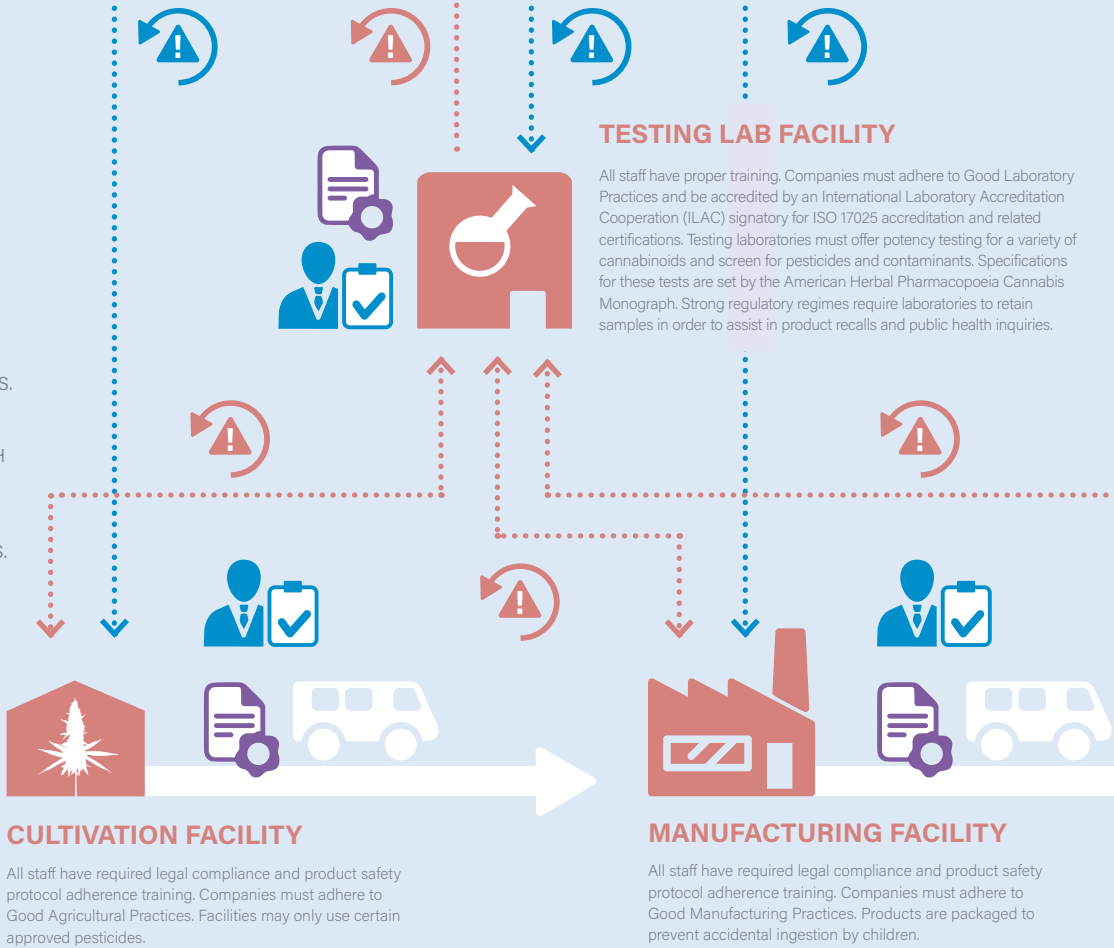 TESTING LAB FACILITY
All staff have proper training. Companies must adhere to Good Laboratory
Practices and be accredited by an International Laboratory Accreditation
Cooperation (ILAC) signatory for ISO 17025 accreditation and related
certifications. Testing laboratories must offer potency testing for a variety of
cannabinoids and screen for pesticides and contaminants. Specifications
for these tests are set by the American Herbal Pharmacopoeia Cannabis
Monograph. Strong regulatory regimes require laboratories to retain
samples in order to assist in product recalls and public health inquiries.
S.
H
S.
CULTIVATION FACILITY
All staff have required legal compliance and product safety
protocol adherence training. Companies must adhere to
Good Agricultural Practices. Facilities may only use certain
approved pesticides.
MANUFACTURING FACILITY
All staff have required legal compliance and product safety
protocol adherence training. Companies must adhere to
Good Manufacturing Practices. Products are packaged to
prevent accidental ingestion by children.